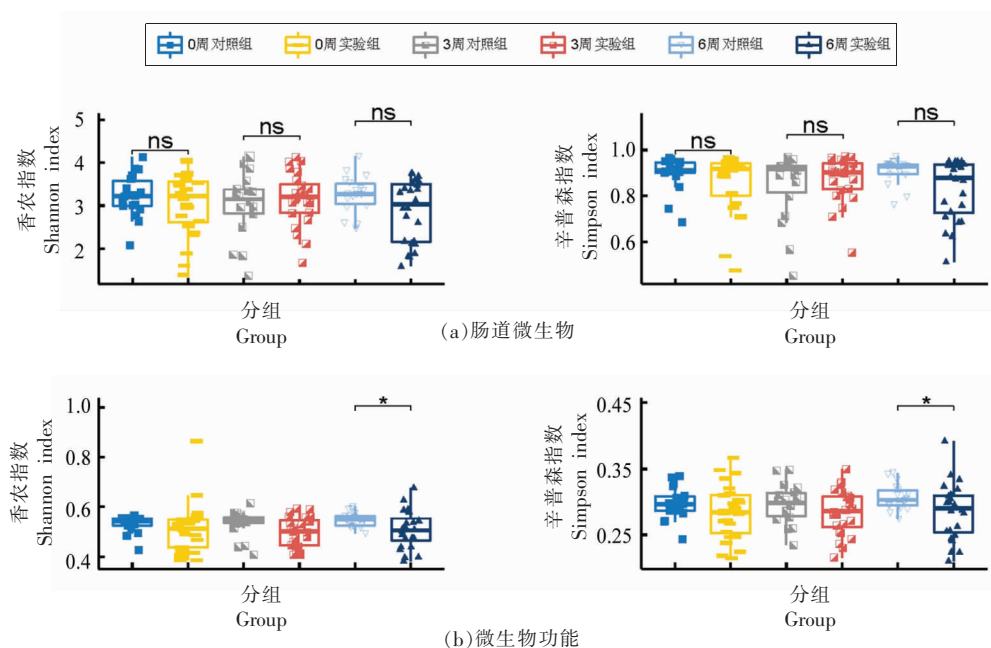 0周对照组 0周实验组 3周对照组 3周实验组 6周对照组 6周实验组
香农指数
Shannon index
5
4
3
2
ns ns ns
分组
Group
辛普森指数
Simpson index
1.0
0.8
0.6
ns ns ns
分组
Group
(a)肠道微生物
香农指数
Shannon index
1.0
0.8
0.6
0.4
*
分组
Group
辛普森指数
Simpson index
0.45
0.35
0.25
*
分组
Group
(b)微生物功能